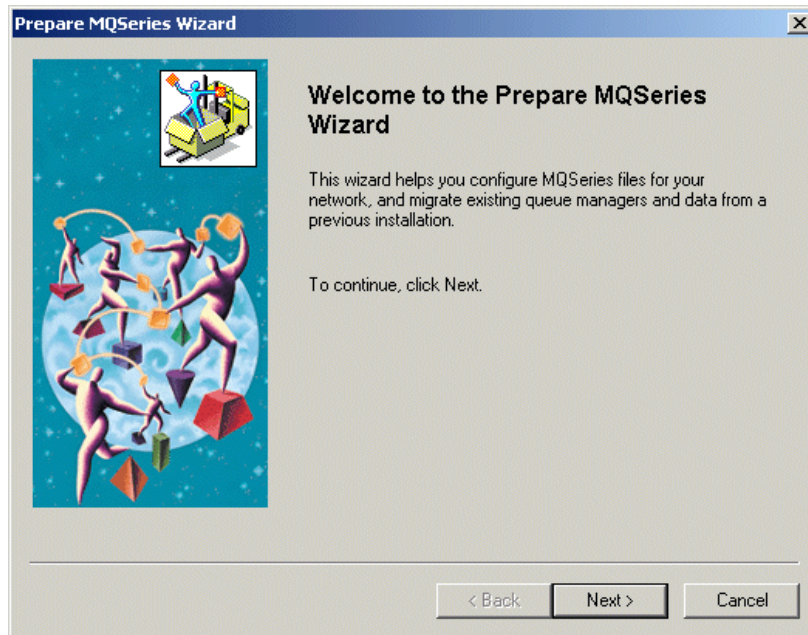 Prepare MQSeries Wizard
Welcome to the Prepare MQSeries
Wizard
This wizard helps you configure MQSeries files for your
network, and migrate existing queue managers and data from a
previous installation.
To continue, click Next.
< Back
Next >
Cancel